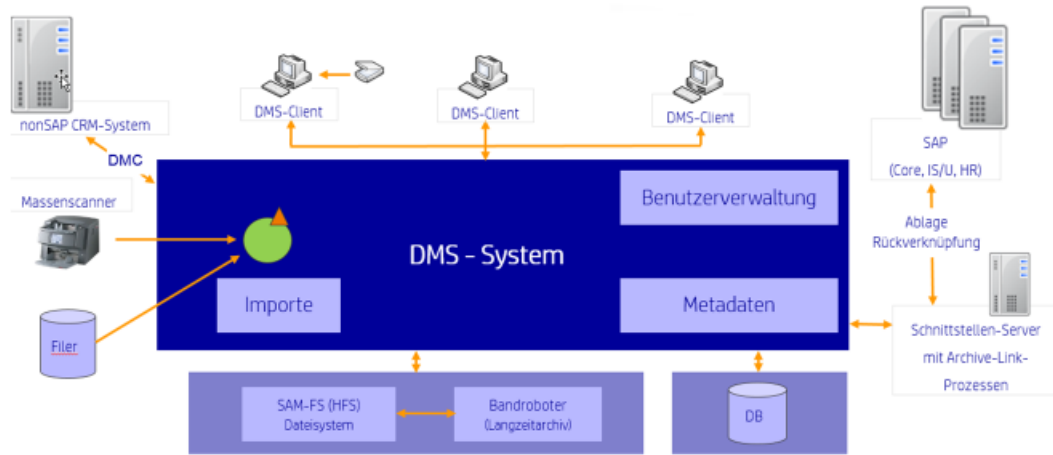 nonSAP CRM-System
DMC
DMS-Client
DMS-Client
DMS-Client
SAP
(Core, IS/U, HR)
Massenscanner
Benutzerverwaltung
DMS - System
Ablage
Rückverknüpfung
Importe
Metadaten
Filer
Schnittstellen-Server
mit Archive-Link-
Prozessen
SAM-FS (HFS)
Dateisystem
Bandroboter
(Langzeitarchiv)
DB